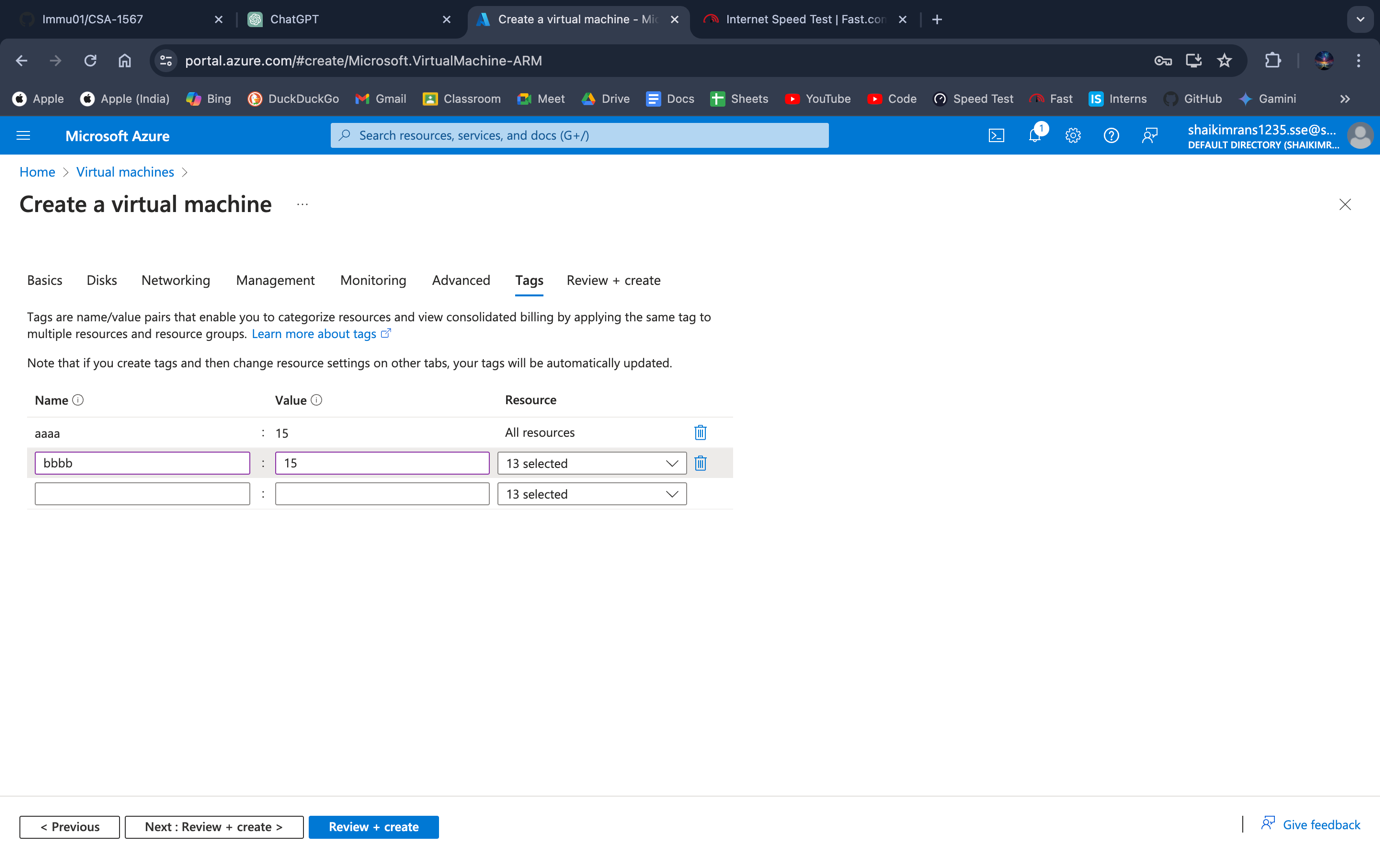 Immu01/CSA-1567
ChatGPT
Create a virtual machine - Mic
Internet Speed Test | Fast.com
portal.azure.com/#create/Microsoft.VirtualMachine-ARM
Apple Apple (India) Bing DuckDuckGo Gmail Classroom Meet Drive Docs Sheets YouTube Code Speed Test Fast IS Interns GitHub Gamini »
Microsoft Azure
Search resources, services, and docs (G+/)
1
shaikimrans1235.sse@s...
DEFAULT DIRECTORY (SHAIKIMR...
Home > Virtual machines >
Create a virtual machine ...
Basics Disks Networking Management Monitoring Advanced Tags Review + create
Tags are name/value pairs that enable you to categorize resources and view consolidated billing by applying the same tag to
multiple resources and resource groups. Learn more about tags
Note that if you create tags and then change resource settings on other tabs, your tags will be automatically updated.
Name Value Resource
aaaa : 15 All resources
bbbb : 15 13 selected
: 13 selected
< Previous Next : Review + create > Review + create Give feedback